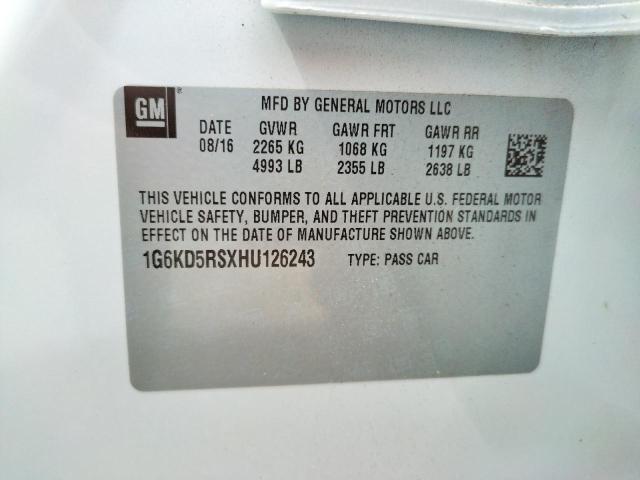 GM ® MFD BY GENERAL MOTORS LLC
DATE GVWR GAWR FRT GAWR RR
08/16 2265 KG 1068 KG 1197 KG
4993 LB 2355 LB 2638 LB
THIS VEHICLE CONFORMS TO ALL APPLICABLE U.S. FEDERAL MOTOR
VEHICLE SAFETY, BUMPER, AND THEFT PREVENTION STANDARDS IN
EFFECT ON THE DATE OF MANUFACTURE SHOWN ABOVE.
1G6KD5RSXHU126243 TYPE: PASS CAR